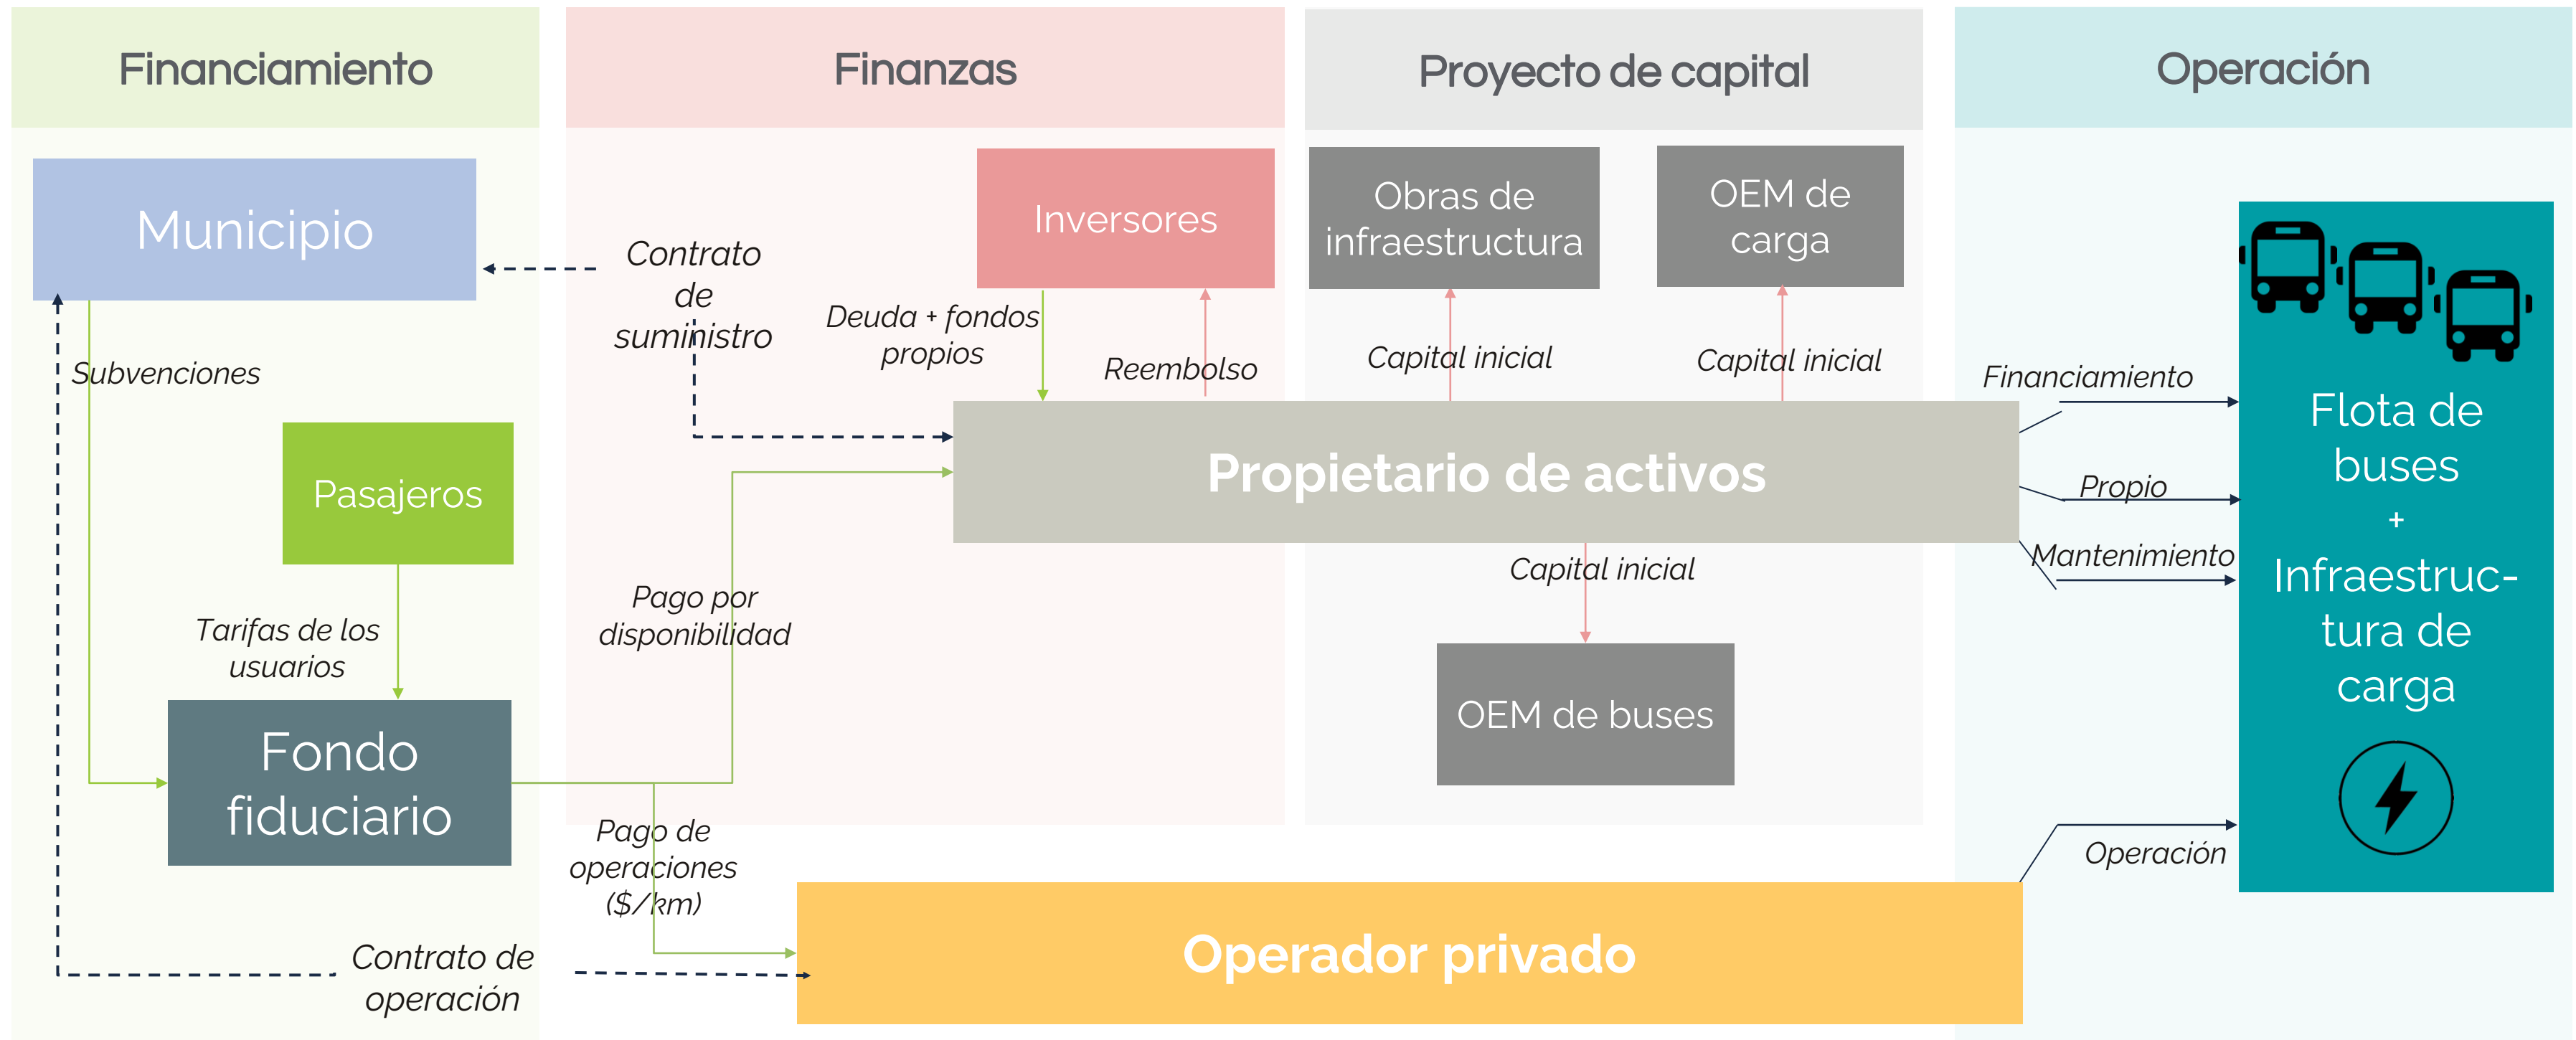 Financiamiento
Finanzas
Proyecto de capital
Operación
Municipio
Inversores
Obras de
infraestructura
OEM de
carga
Contrato
de
suministro
Deuda + fondos
propios
Reembolso
Capital inicial
Capital inicial
Subvenciones
Financiamiento
Pasajeros
Propietario de activos
Propio
Mantenimiento
Flota de
buses
+
Infraestruc-
tura de
carga
Capital inicial
Pago por
disponibilidad
Tarifas de los
usuarios
OEM de buses
Fondo
fiduciario
Pago de
operaciones
($/km)
Operación
Contrato de
operación
Operador privado